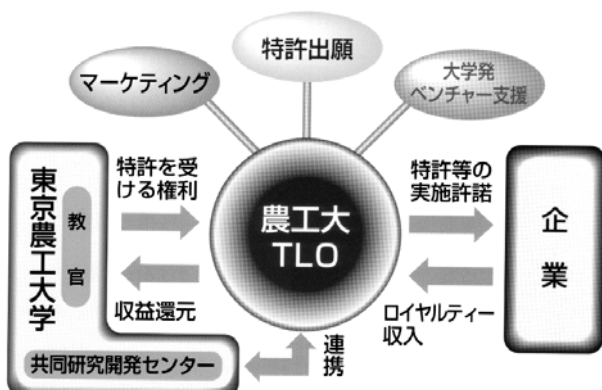 特許出願
マーケティング
大学発
ベンチャー支援
東京農工大学
教官
特許を受
ける権利
収益還元
農工大
TLO
特許等の
実施許諾
ロイヤルティー
収入
企業
共同研究開発センター
連携